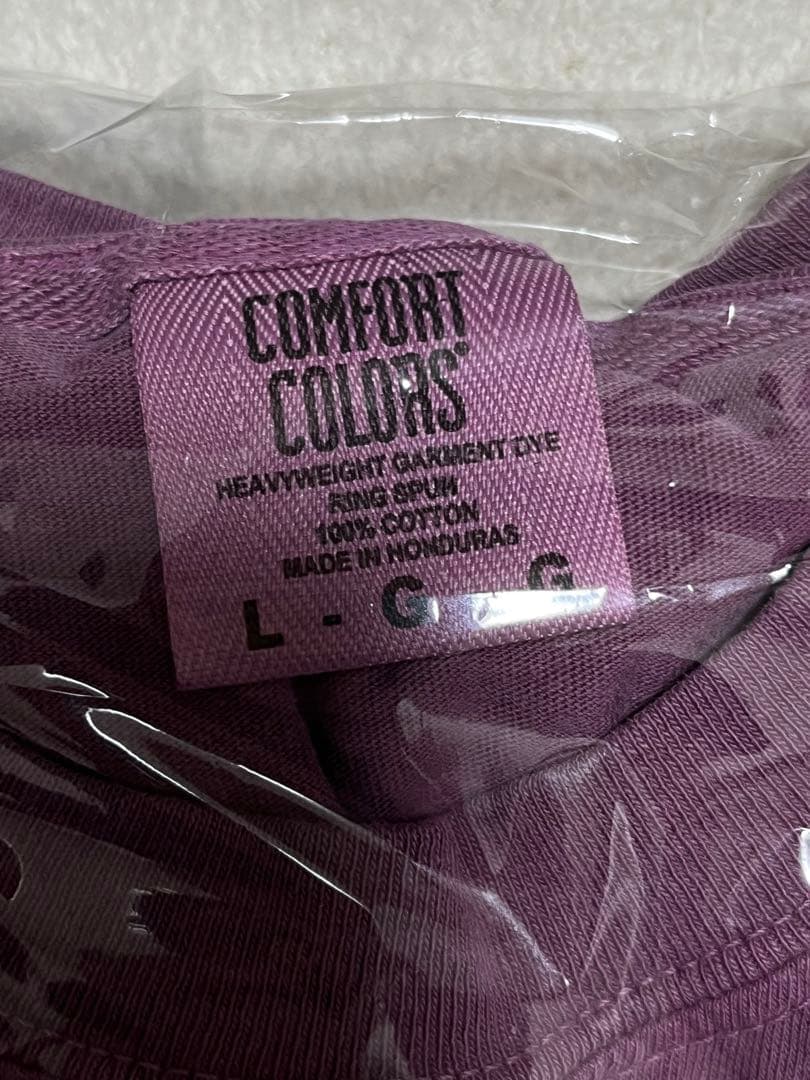 COMFORT
COLORS®
HEAVYWEIGHT GARMENT DYE
RING SPUN
100% COTTON
MADE IN HONDURAS
L - G - G